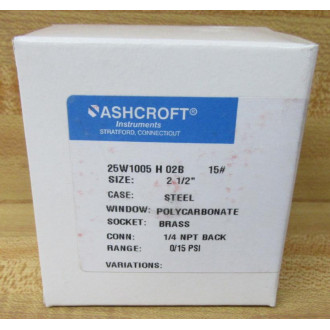 ASHCROFT®
Instruments
STRATFORD, CONNECTICUT
25W1005 H 02B 15#
SIZE: 2 1/2"
CASE: STEEL
WINDOW: POLYCARBONATE
SOCKET: BRASS
CONN: 1/4 NPT BACK
RANGE: 0/15 PSI
VARIATIONS: